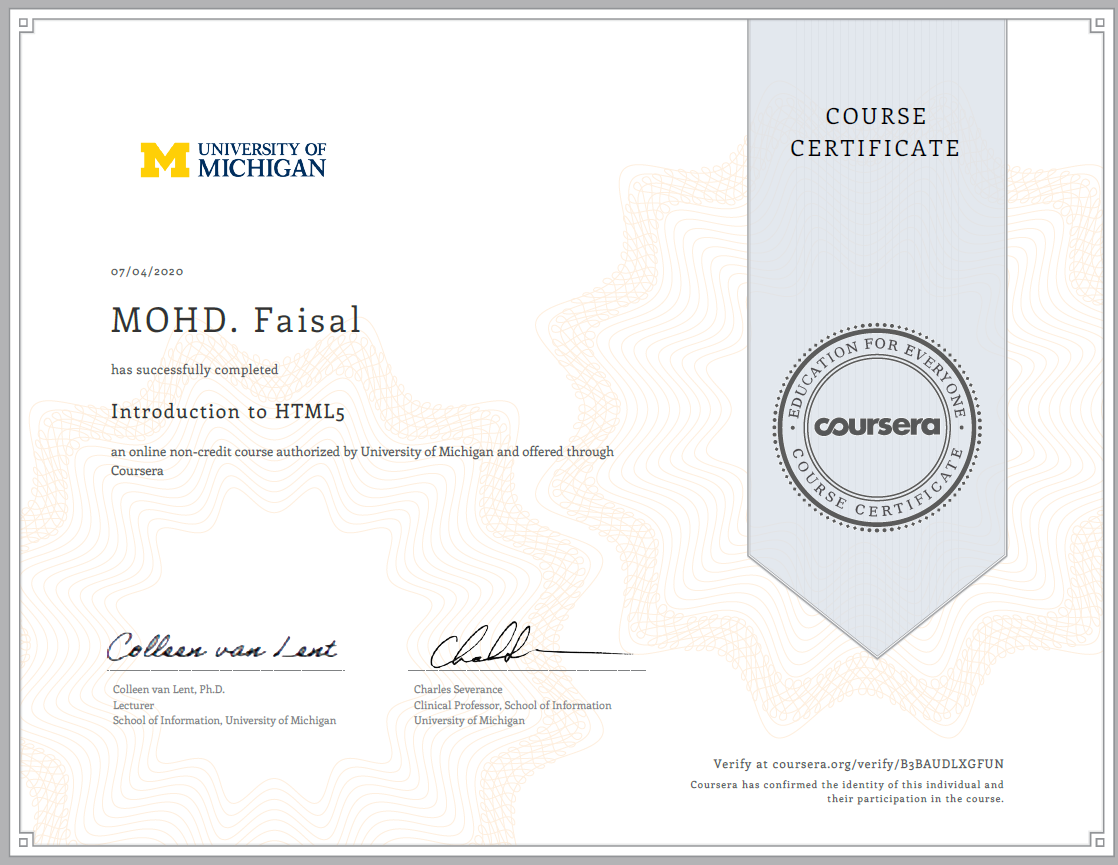 COURSE
CERTIFICATE
UNIVERSITY OF
MICHIGAN
07/04/2020
MOHD. Faisal
has successfully completed
Introduction to HTML5
an online non-credit course authorized by University of Michigan and offered through
Coursera
EDUCATION FOR EVERYONE
coursera
COURSE CERTIFICATE
Colleen van Lent
Colleen van Lent, Ph.D.
Lecturer
School of Information, University of Michigan
Charles Severance
Clinical Professor, School of Information
University of Michigan
Verify at coursera.org/verify/B3BAUDLXGFUN
Coursera has confirmed the identity of this individual and
their participation in the course.